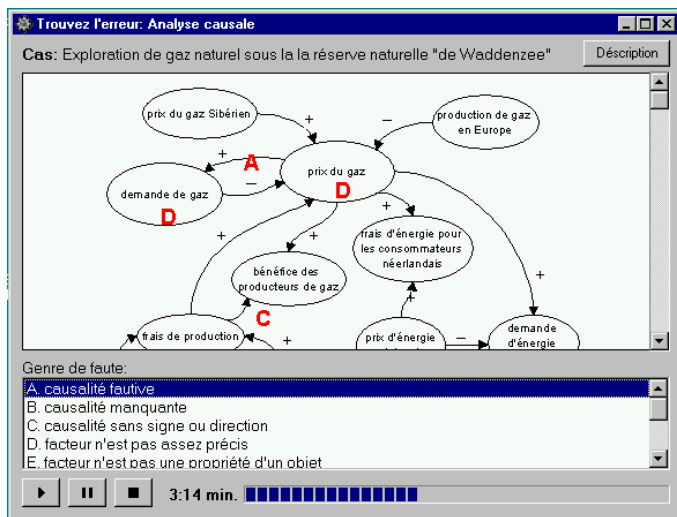 Trouvez l'erreur: Analyse causale
Cas: Exploration de gaz naturel sous la la réserve naturelle "de Waddenzee"
Déscription
prix du gaz Sibérien
+
−
production de gaz
en Europe
+
A
prix du gaz
D
demande de gaz
−
D
+
+
+
frais d'énergie pour
les consommateurs
néerlandais
+
bénéfice des
producteurs de gaz
C
+
frais de production
+
prix d'énergie
−
demande
d'énergie
Genre de faute:
A. causalité fautive
B. causalité manquante
C. causalité sans signe ou direction
D. facteur n'est pas assez précis
E. facteur n'est pas une propriété d'un objet
3:14 min.